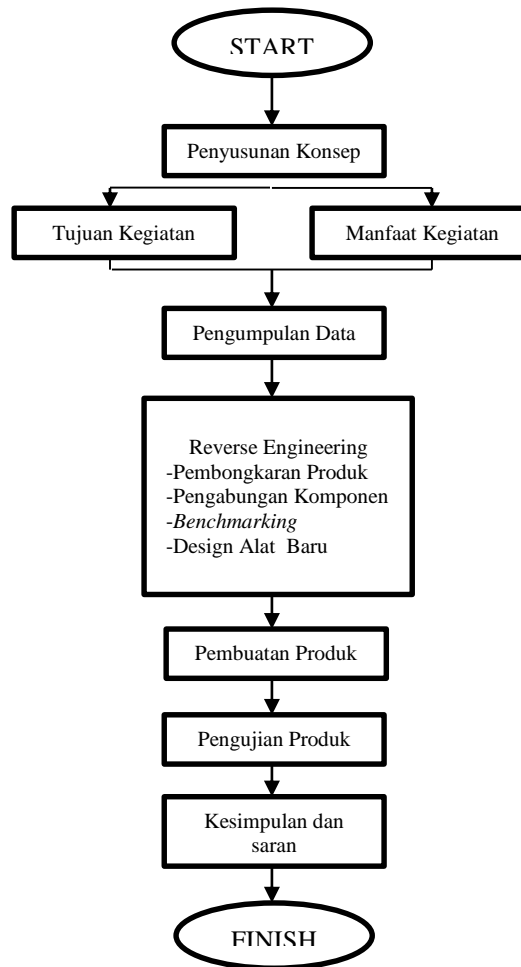 START
Penyusunan Konsep
Tujuan Kegiatan
Manfaat Kegiatan
Pengumpulan Data
Reverse Engineering
-Pembongkaran Produk
-Pengabungan Komponen
-Benchmarking
-Design Alat Baru
Pembuatan Produk
Pengujian Produk
Kesimpulan dan
saran
FINISH